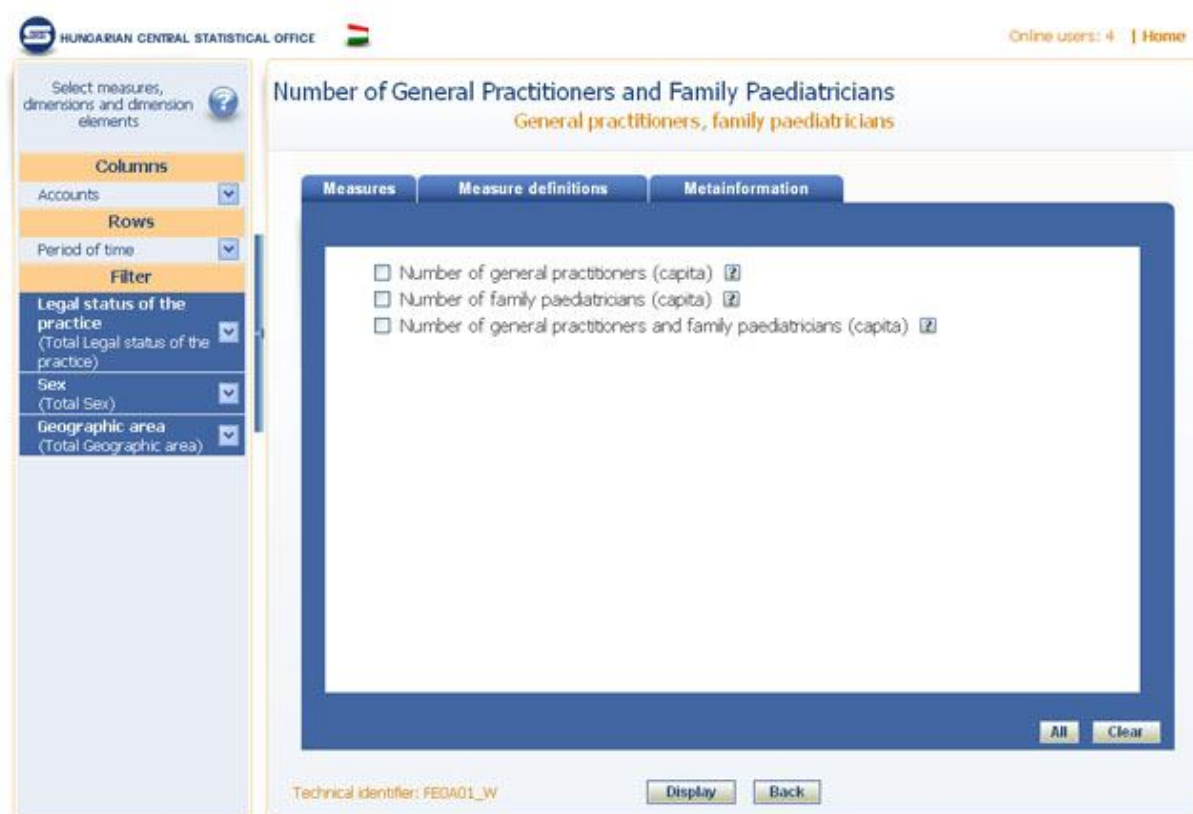 HUNGARIAN CENTRAL STATISTICAL OFFICE
Online users: 4 | Home
Select measures,
dimensions and dimension
elements
Columns
Accounts
Rows
Period of time
Filter
Legal status of the
practice
(Total Legal status of the
practice)
Sex
(Total Sex)
Geographic area
(Total Geographic area)
Number of General Practitioners and Family Paediatricians
General practitioners, family paediatricians
Measures
Measure definitions
Metainformation
Number of general practitioners (capita) ?
Number of family paediatricians (capita) ?
Number of general practitioners and family paediatricians (capita) ?
All
Clear
Technical identifier: FE0A01_W
Display
Back